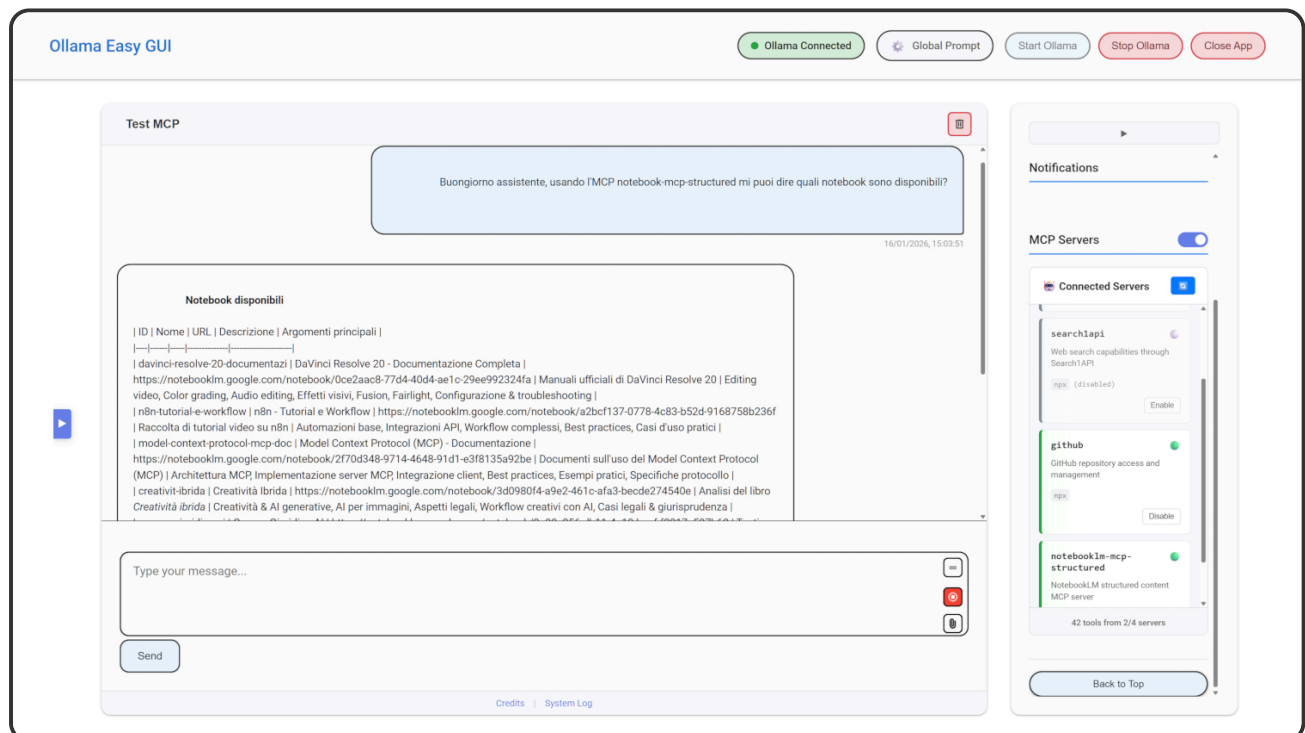 Ollama Easy GUI
Ollama Connected
Global Prompt
Start Ollama
Stop Ollama
Close App
Test MCP
Buongiorno assistente, usando l'MCP notebook-mcp-structured mi puoi dire quali notebook sono disponibili?
16/01/2026, 15:03:51
Notebook disponibili
| ID | Nome | URL | Descrizione | Argomenti principali |
|----|------|-----|-------------|---------------------|
| davinci-resolve-20-documentazi | DaVinci Resolve 20 - Documentazione Completa |
https://notebooklm.google.com/notebook/0ce2aac8-77d4-40d4-ae1c-29ee992324fa | Manuali ufficiali di DaVinci Resolve 20 | Editing
video, Color grading, Audio editing, Effetti visivi, Fusion, Fairlight, Configurazione & troubleshooting |
| n8n-tutorial-e-workflow | n8n - Tutorial e Workflow | https://notebooklm.google.com/notebook/a2bcf137-0778-4c83-b52d-9168758b236f
| Raccolta di tutorial video su n8n | Automazioni base, Integrazioni API, Workflow complessi, Best practices, Casi d'uso pratici |
| model-context-protocol-mcp-doc | Model Context Protocol (MCP) - Documentazione |
https://notebooklm.google.com/notebook/2f70d348-9714-4648-91d1-e3f8135a92be | Documenti sull'uso del Model Context Protocol
(MCP) | Architettura MCP, Implementazione server MCP, Integrazione client, Best practices, Esempi pratici, Specifiche protocollo |
| creativit-ibrida | Creatività Ibrida | https://notebooklm.google.com/notebook/3d0980f4-a9e2-461c-afa3-becde274540e | Analisi del libro
Creatività ibrida | Creatività & AI generative, AI per immagini, Aspetti legali, Workflow creativi con AI, Casi legali & giurisprudenza |
Type your message...
Send
Credits | System Log
Notifications
MCP Servers
Connected Servers
search1api
Web search capabilities through
Search1API
npx (disabled)
Enable
github
GitHub repository access and
management
npx
Disable
notebooklm-mcp-
structured
NotebookLM structured content
MCP server
42 tools from 2/4 servers
Back to Top